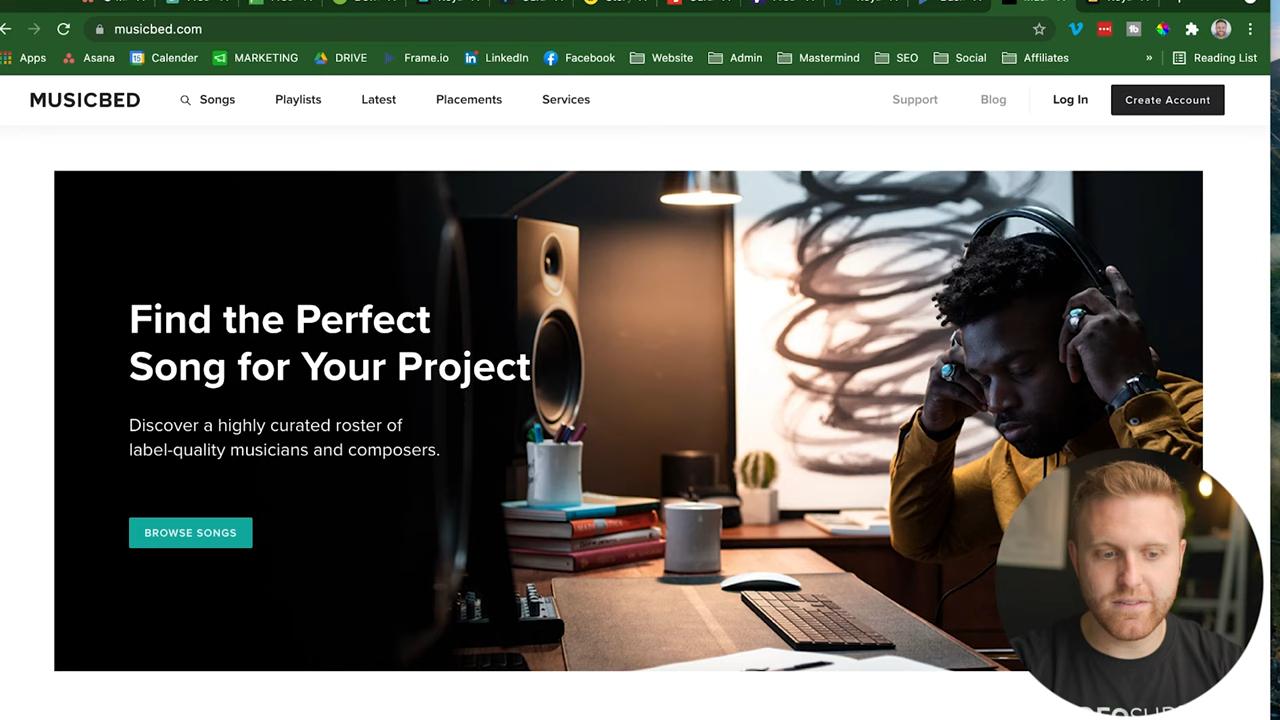 musicbed.com
Apps
Asana
15
Calender
MARKETING
DRIVE
Frame.io
LinkedIn
Facebook
Website
Admin
Mastermind
SEO
Social
Affiliates
»
Reading List
MUSICBED
Songs
Playlists
Latest
Placements
Services
Support
Blog
Log In
Create Account
Find the Perfect
Song for Your Project
Discover a highly curated roster of
label-quality musicians and composers.
BROWSE SONGS